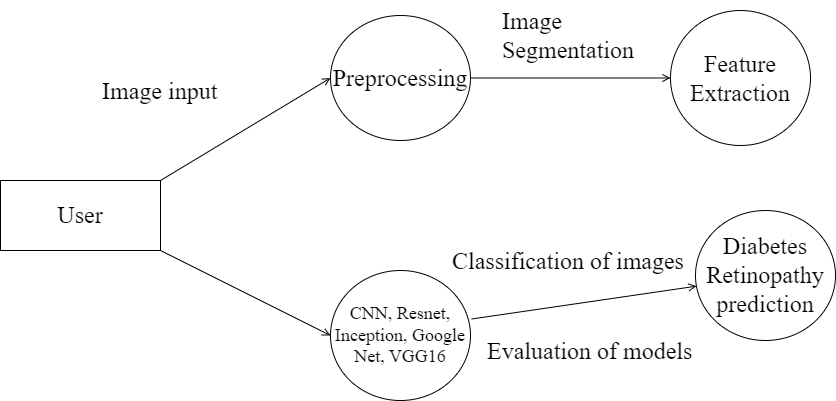 Image
Segmentation
Preprocessing
Feature
Extraction
Image input
User
Classification of images
Diabetes
Retinopathy
prediction
CNN, Resnet,
Inception, Google
Net, VGG16
Evaluation of models